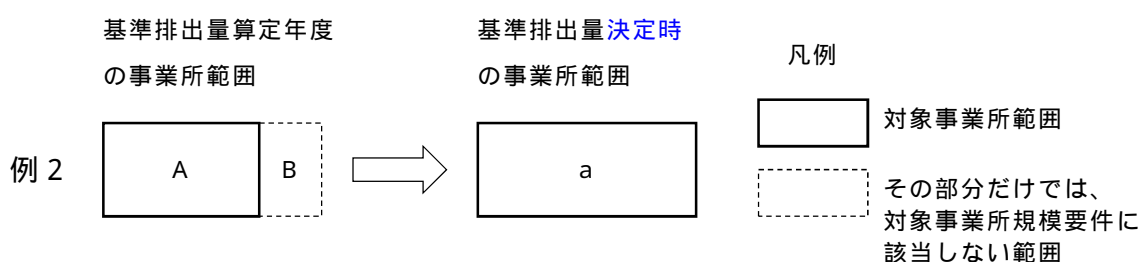 基準排出量算定年度
の事業所範囲
基準排出量決定時
の事業所範囲
凡例
対象事業所範囲
例2
A
B
a
その部分だけでは、
対象事業所規模要件に
該当しない範囲